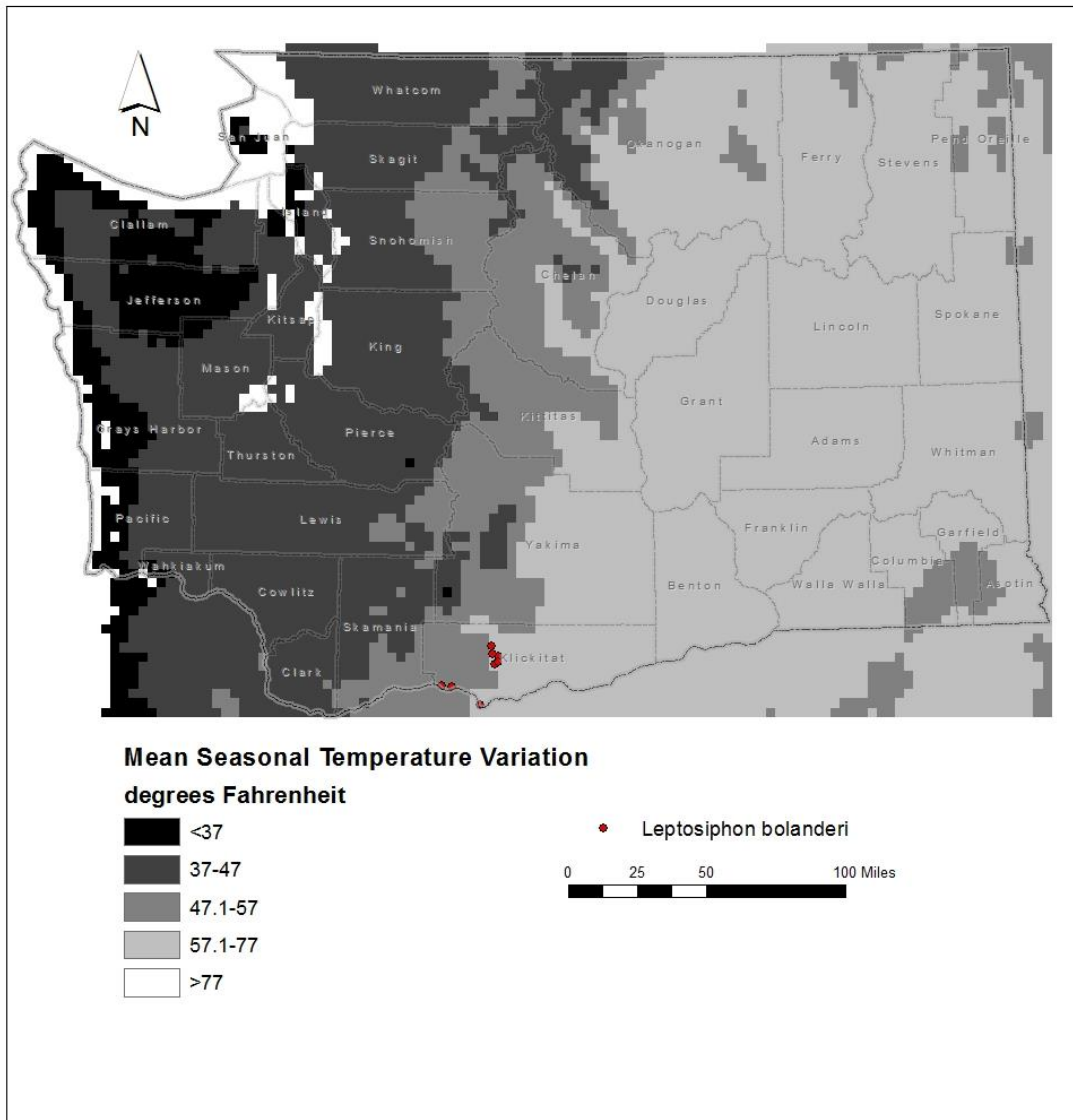 N
Whatcom
San Juan
Okanogan
Ferry
Stevens
Pend Oreille
Skagit
Island
Clallam
Snohomish
Chelan
Jefferson
Douglas
Kitsap
Lincoln
Spokane
King
Mason
Grant
Kittitas
Grays Harbor
Pierce
Adams
Whitman
Thurston
Pacific
Lewis
Franklin
Garfield
Yakima
Columbia
Wahkiakum
Benton
Walla Walla
Asotin
Cowlitz
Skamania
Klickitat
Clark
Mean Seasonal Temperature Variation
degrees Fahrenheit
<37
37-47
47.1-57
57.1-77
>77
Leptosiphon bolanderi
0 25 50 100 Miles